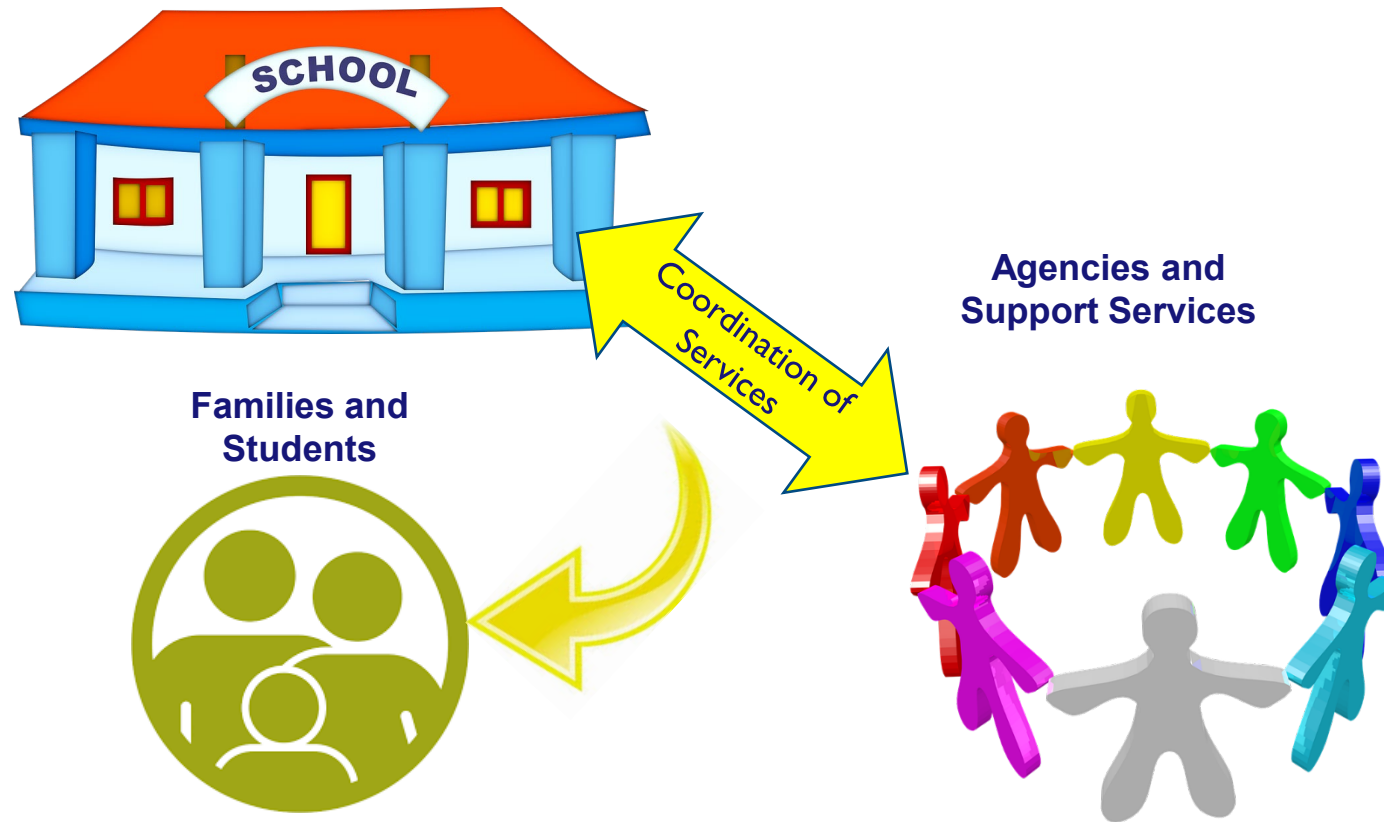 SCHOOL
Coordination of
Services
Agencies and
Support Services
Families and
Students